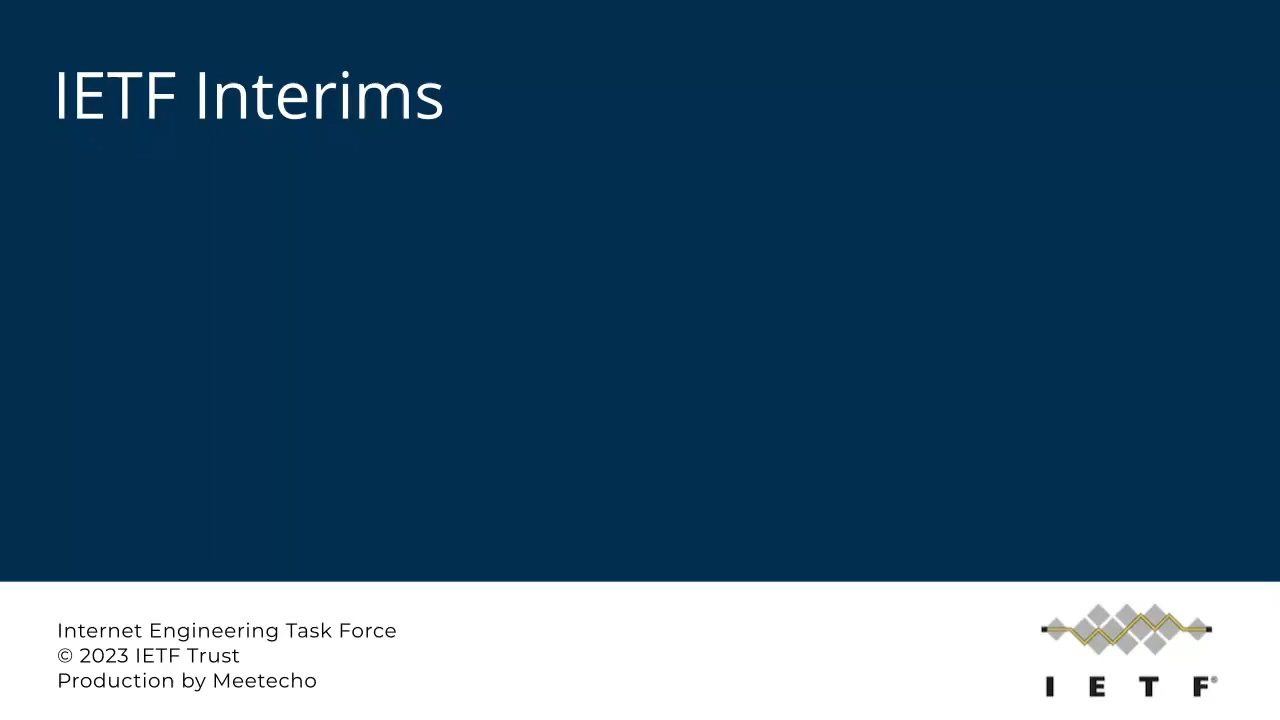 IETF Interims
Internet Engineering Task Force
© 2023 IETF Trust
Production by Meetecho
I E T F®